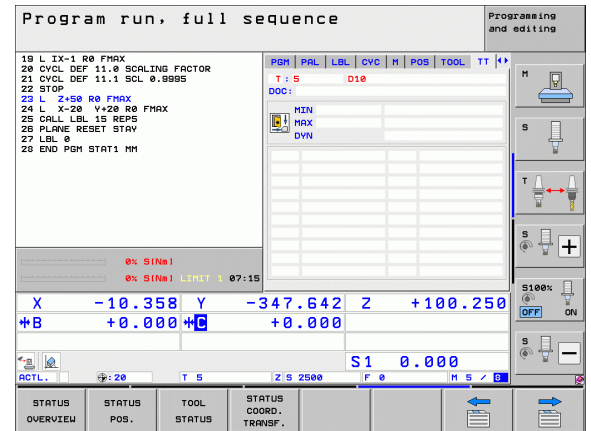 Program run, full sequence
Programming and editing
19 L IX-1 R0 FMAX
20 CYCL DEF 11.0 SCALING FACTOR
21 CYCL DEF 11.1 SCL 0.9995
22 STOP
23 L Z+50 R0 FMAX
24 L X-20 Y+20 R0 FMAX
25 CALL LBL 15 REPS
26 PLANE RESET STAY
27 LBL 0
28 END PGM STAT1 MM
PGM PAL LBL CYC M POS TOOL TT
T : 5 D10
DOC:
MIN
MAX
DYN
0% S[Nm]
0% S[Nm] LIMIT 1 07:15
X -10.358 Y -347.642 Z +100.250
B +0.000 C +0.000
S1 0.000
ACTL. : 20 T 5 Z S 2500 F 0 M 5 / 8
STATUS OVERVIEW
STATUS POS.
TOOL STATUS
STATUS COORD. TRANSF.
M
S
T
S
S100%
OFF ON
S